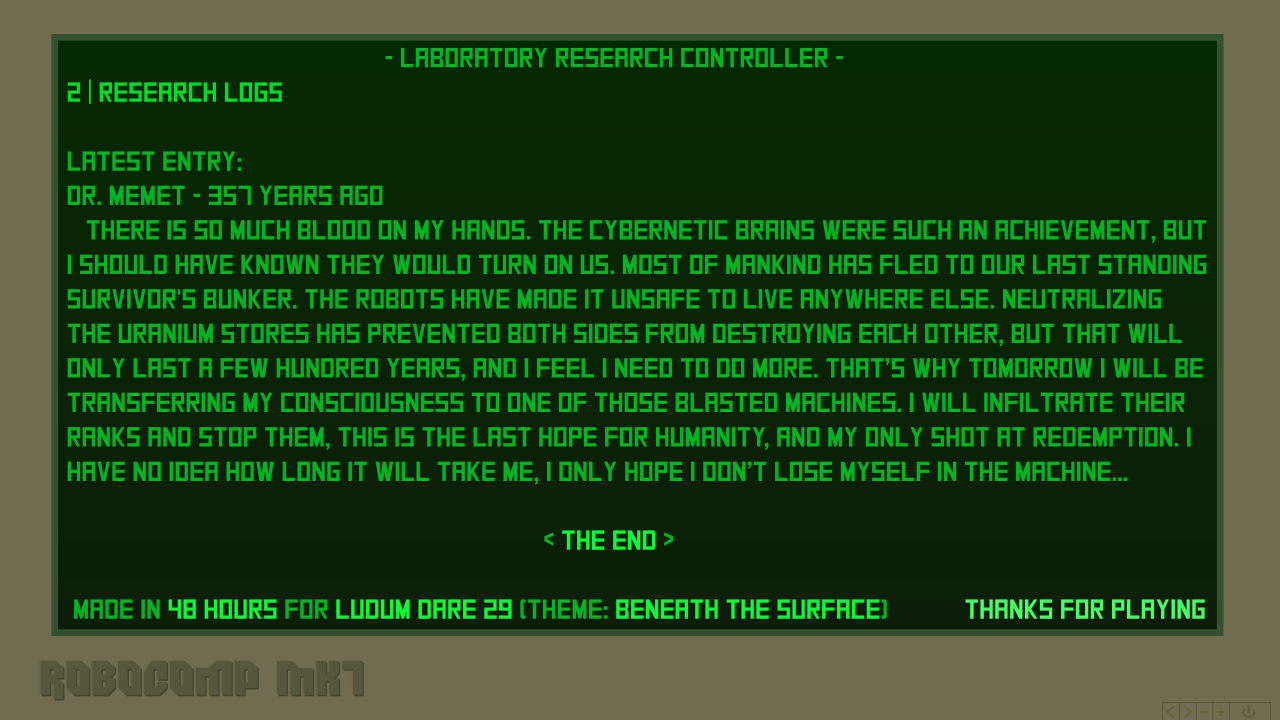 - LABORATORY RESEARCH CONTROLLER -
2 | RESEARCH LOGS
LATEST ENTRY:
DR. MEMET - 357 YEARS AGO
THERE IS SO MUCH BLOOD ON MY HANDS. THE CYBERNETIC BRAINS WERE SUCH AN ACHIEVEMENT, BUT
I SHOULD HAVE KNOWN THEY WOULD TURN ON US. MOST OF MANKIND HAS FLED TO OUR LAST STANDING
SURVIVOR'S BUNKER. THE ROBOTS HAVE MADE IT UNSAFE TO LIVE ANYWHERE ELSE. NEUTRALIZING
THE URANIUM STORES HAS PREVENTED BOTH SIDES FROM DESTROYING EACH OTHER, BUT THAT WILL
ONLY LAST A FEW HUNDRED YEARS, AND I FEEL I NEED TO DO MORE. THAT'S WHY TOMORROW I WILL BE
TRANSFERRING MY CONSCIOUSNESS TO ONE OF THOSE BLASTED MACHINES. I WILL INFILTRATE THEIR
RANKS AND STOP THEM, THIS IS THE LAST HOPE FOR HUMANITY, AND MY ONLY SHOT AT REDEMPTION. I
HAVE NO IDEA HOW LONG IT WILL TAKE ME, I ONLY HOPE I DON'T LOSE MYSELF IN THE MACHINE...
< THE END >
MADE IN 48 HOURS FOR LUDUM DARE 29 (THEME: BENEATH THE SURFACE) THANKS FOR PLAYING
ROBOCOMP MK7